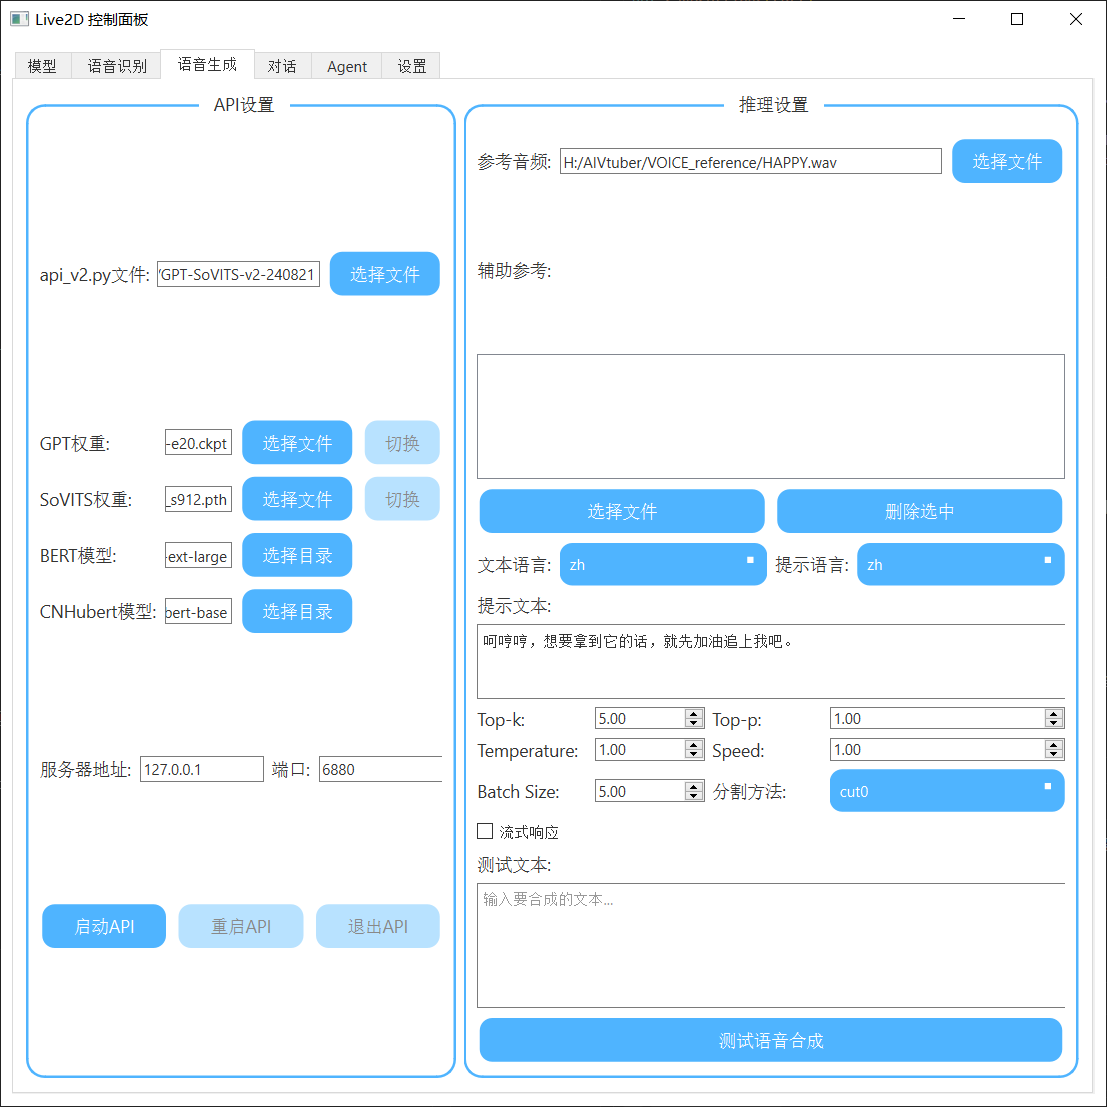 Live2D 控制面板
模型 语音识别 语音生成 对话 Agent 设置
API设置
api_v2.py文件: /GPT-SoVITS-v2-240821 选择文件
GPT权重: -e20.ckpt 选择文件 切换
SoVITS权重: _s912.pth 选择文件 切换
BERT模型: -ext-large 选择目录
CNHubert模型: bert-base 选择目录
服务器地址: 127.0.0.1 端口: 6880
启动API 重启API 退出API
推理设置
参考音频: H:/AIVtuber/VOICE_reference/HAPPY.wav 选择文件
辅助参考:
选择文件 删除选中
文本语言: zh 提示语言: zh
提示文本:
呵哼哼，想要拿到它的话，就先加油追上我吧。
Top-k: 5.00 Top-p: 1.00
Temperature: 1.00 Speed: 1.00
Batch Size: 5.00 分割方法: cut0
流式响应
测试文本:
输入要合成的文本...
测试语音合成